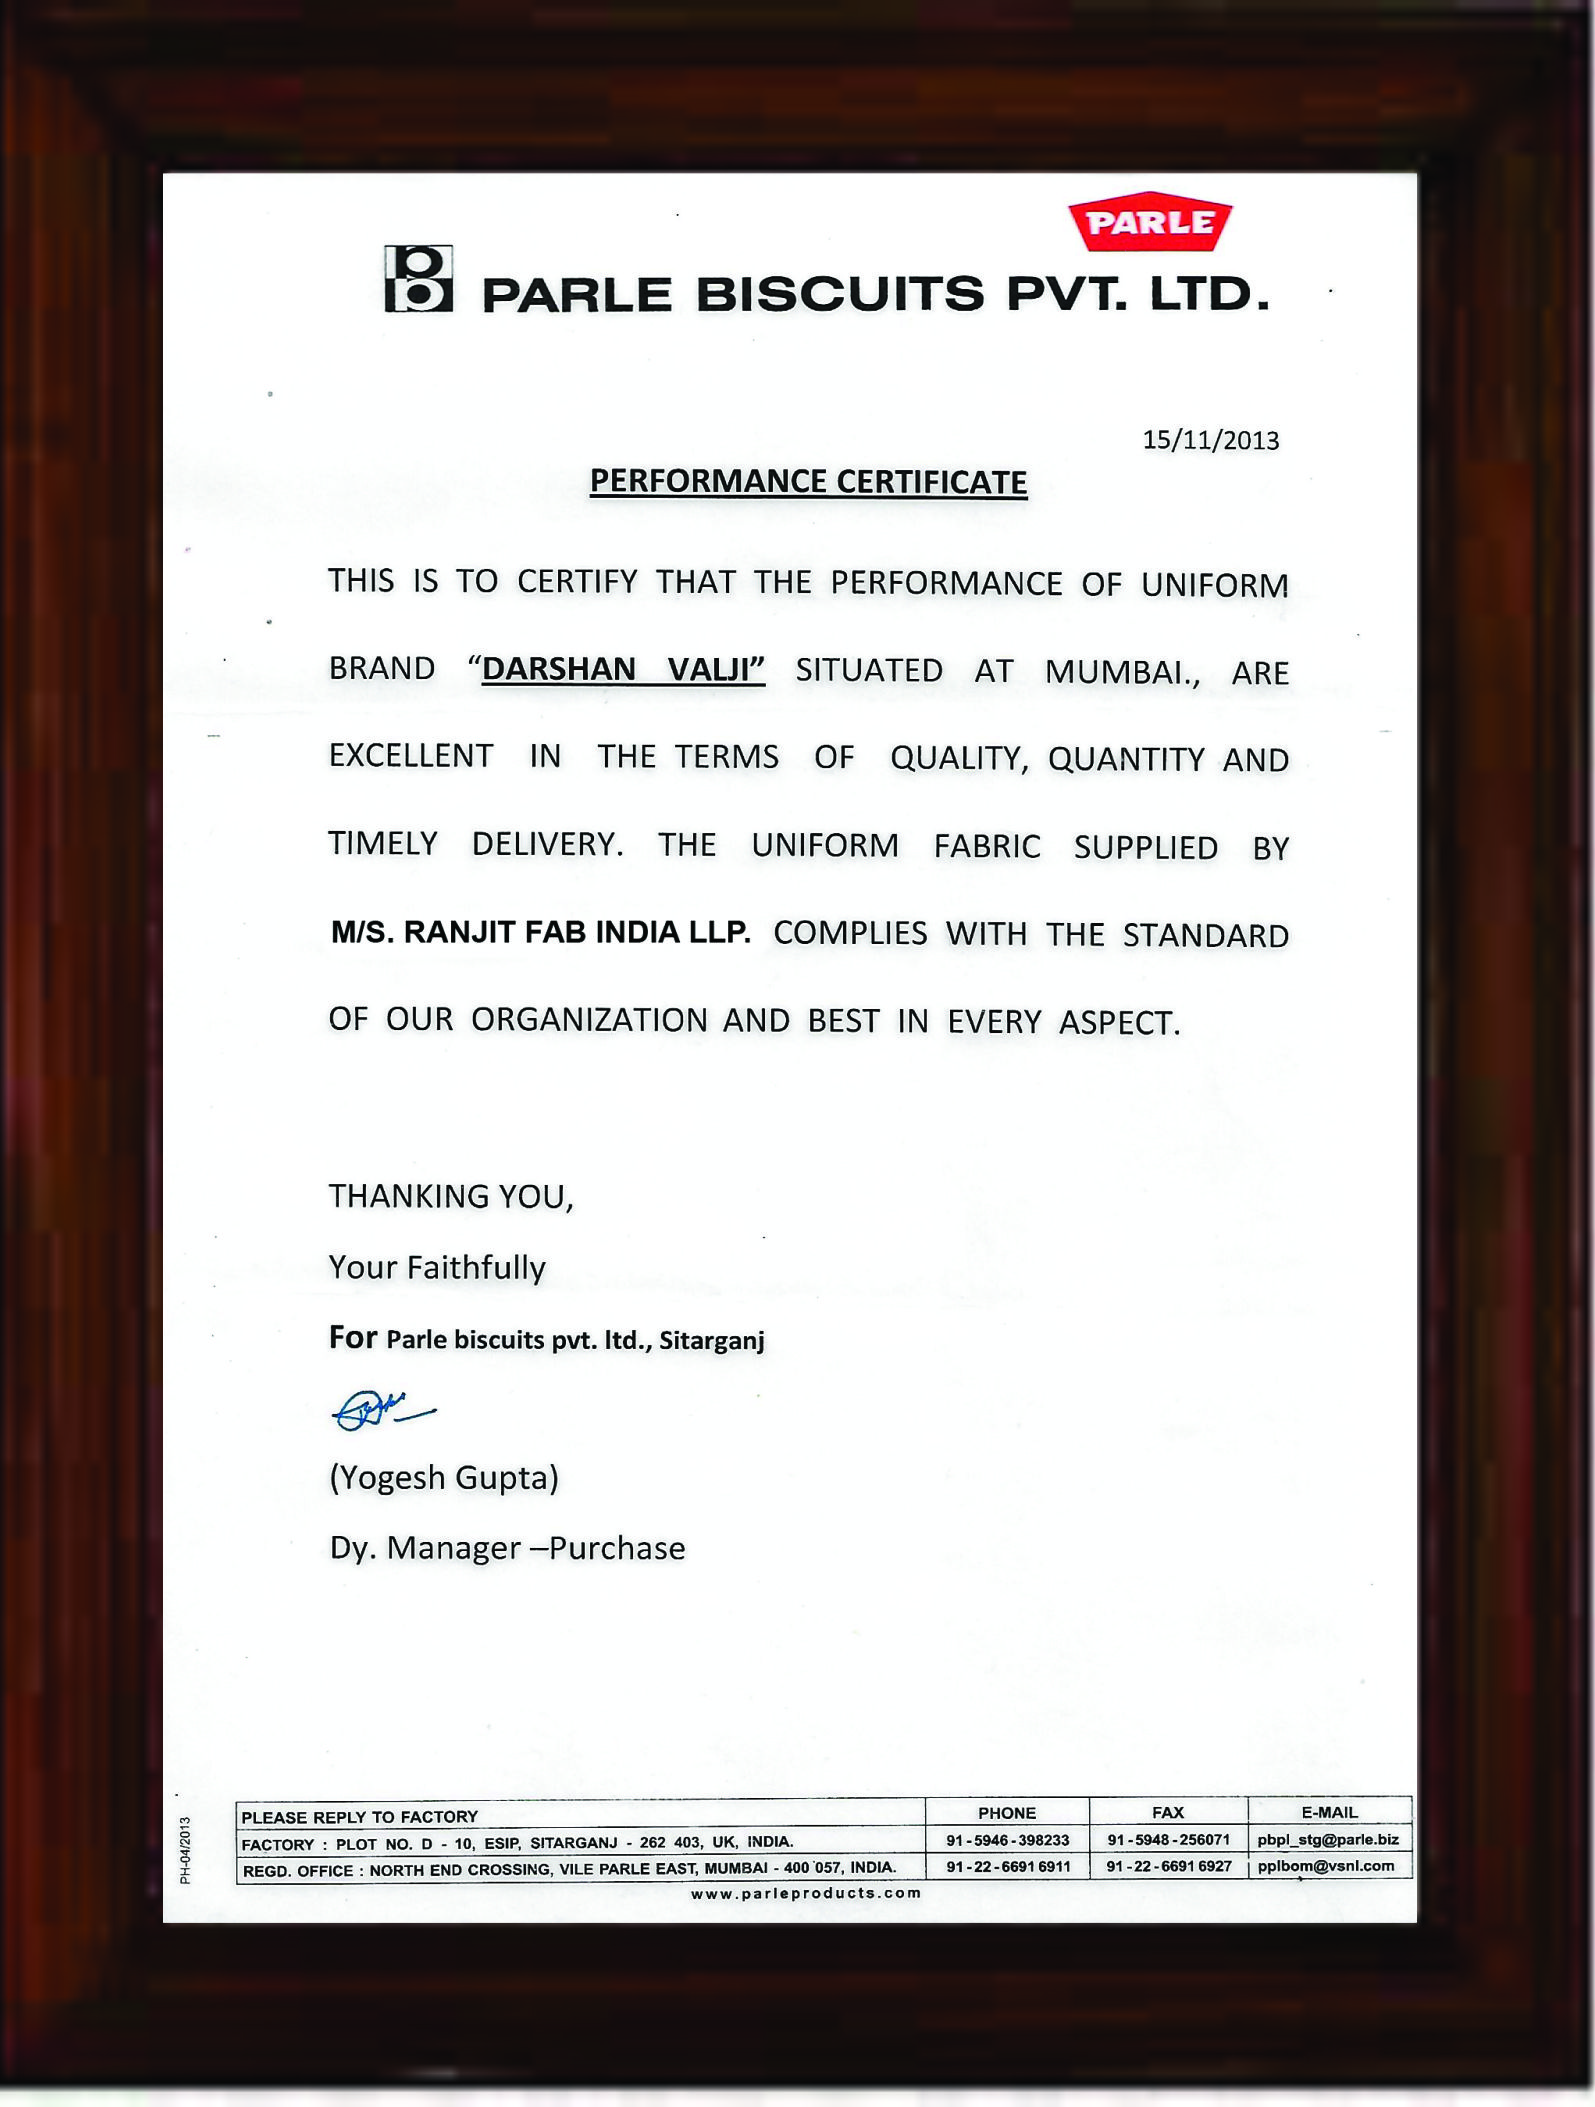 PARLE
PARLE BISCUITS PVT. LTD.
15/11/2013
PERFORMANCE CERTIFICATE
THIS IS TO CERTIFY THAT THE PERFORMANCE OF UNIFORM
BRAND “DARSHAN VALJI” SITUATED AT MUMBAI., ARE
EXCELLENT IN THE TERMS OF QUALITY, QUANTITY AND
TIMELY DELIVERY. THE UNIFORM FABRIC SUPPLIED BY
M/S. RANJIT FAB INDIA LLP. COMPLIES WITH THE STANDARD
OF OUR ORGANIZATION AND BEST IN EVERY ASPECT.
THANKING YOU,
Your Faithfully
For Parle biscuits pvt. ltd., Sitarganj
(Yogesh Gupta)
Dy. Manager –Purchase
PH-04/2013
PLEASE REPLY TO FACTORY PHONE FAX E-MAIL
FACTORY : PLOT NO. D - 10, ESIP, SITARGANJ - 262 403, UK, INDIA. 91-5946-398233 91-5948-256071 pbpl_stg@parle.biz
REGD. OFFICE : NORTH END CROSSING, VILE PARLE EAST, MUMBAI - 400 057, INDIA. 91-22-6691 6911 91-22-6691 6927 pplbom@vsnl.com
www.parleproducts.com